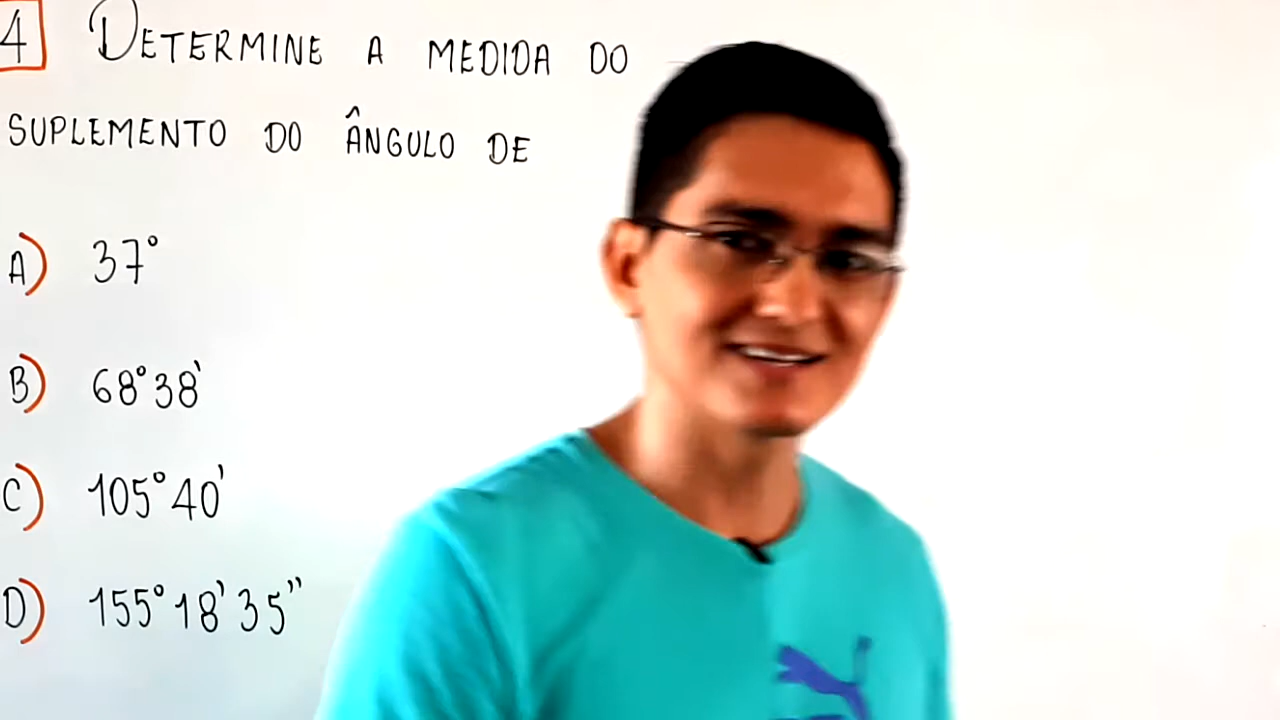 4 DETERMINE A MEDIDA DO
SUPLEMENTO DO ÂNGULO DE
A) 37°
B) 68°38'
C) 105°40'
D) 155°18'35"